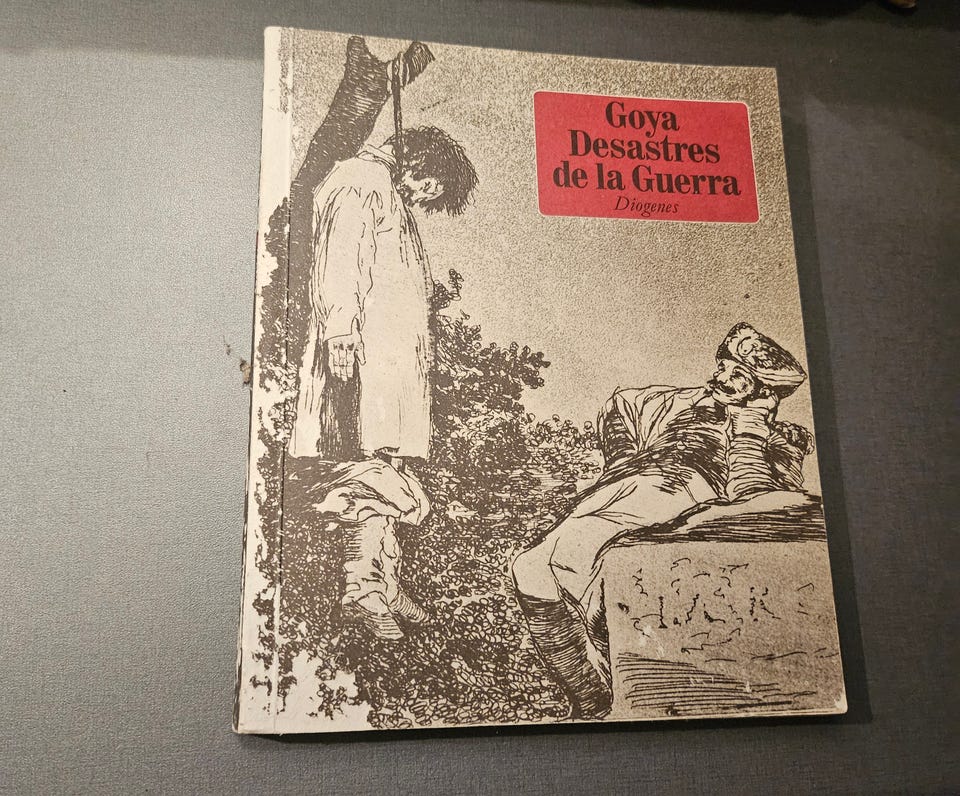 Goya
Desastres
de la Guerra
Diogenes